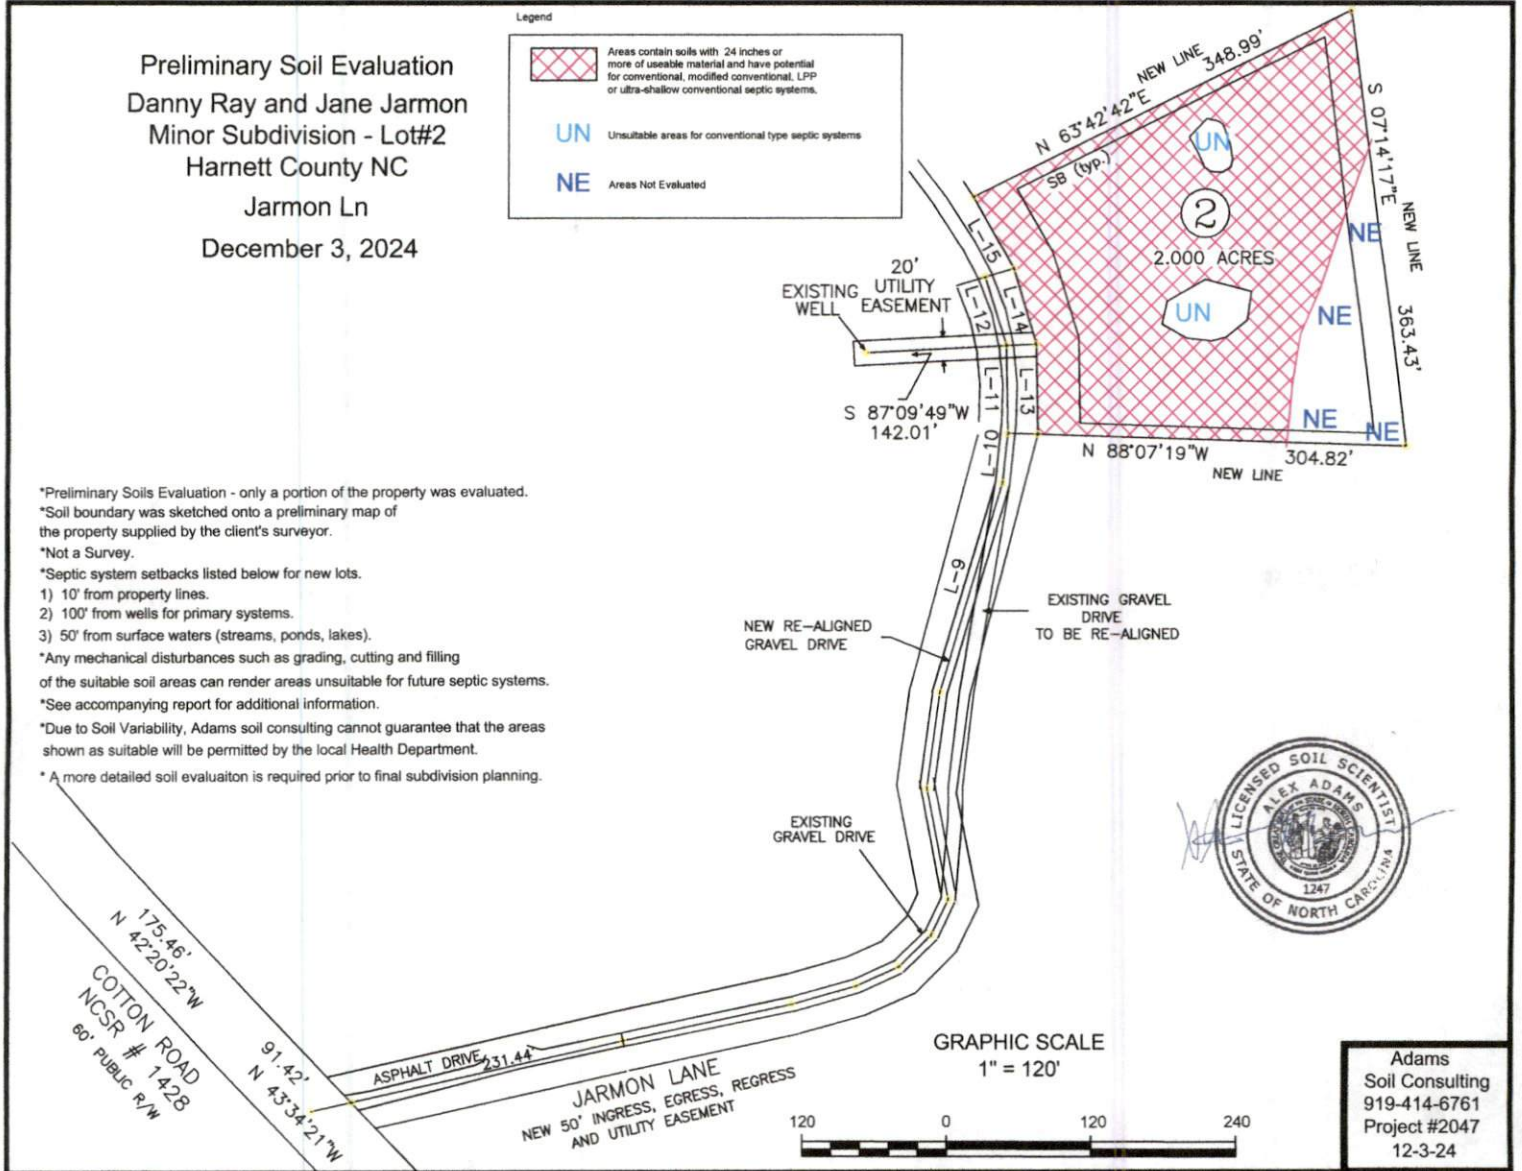 Preliminary Soil Evaluation
Danny Ray and Jane Jarmon
Minor Subdivision - Lot#2
Harnett County NC
Jarmon Ln
December 3, 2024
Legend
Areas contain soils with 24 inches or
more of useable material and have potential
for conventional, modified conventional, LPP
or ultra-shallow conventional septic systems.
UN Unsuitable areas for conventional type septic systems
NE Areas Not Evaluated
NEW LINE
N 63°42'42"E 348.99'
SB (typ.)
UN
2
2.000 ACRES
UN
S 07°14'17"E
NEW LINE
363.43'
NE
NE
NE
NE
N 88°07'19"W 304.82'
NEW LINE
L-15
L-14
L-13
L-12
L-11
L-10
L-9
20'
UTILITY
EASEMENT
EXISTING
WELL
S 87°09'49"W
142.01'
*Preliminary Soils Evaluation - only a portion of the property was evaluated.
*Soil boundary was sketched onto a preliminary map of
the property supplied by the client's surveyor.
*Not a Survey.
*Septic system setbacks listed below for new lots.
1) 10' from property lines.
2) 100' from wells for primary systems.
3) 50' from surface waters (streams, ponds, lakes).
*Any mechanical disturbances such as grading, cutting and filling
of the suitable soil areas can render areas unsuitable for future septic systems.
*See accompanying report for additional information.
*Due to Soil Variability, Adams soil consulting cannot guarantee that the areas
shown as suitable will be permitted by the local Health Department.
* A more detailed soil evaluaiton is required prior to final subdivision planning.
NEW RE-ALIGNED
GRAVEL DRIVE
EXISTING GRAVEL
DRIVE
TO BE RE-ALIGNED
EXISTING
GRAVEL DRIVE
LICENSED SOIL SCIENTIST
ALEX ADAMS
1247
STATE OF NORTH CAROLINA
175.46'
N 42°20'22"W
COTTON ROAD
NCSR # 1428
60' PUBLIC R/W
91.42'
N 43°34'21"W
ASPHALT DRIVE
231.44'
JARMON LANE
NEW 50' INGRESS, EGRESS, REGRESS
AND UTILITY EASEMENT
GRAPHIC SCALE
1" = 120'
120 0 120 240
Adams
Soil Consulting
919-414-6761
Project #2047
12-3-24